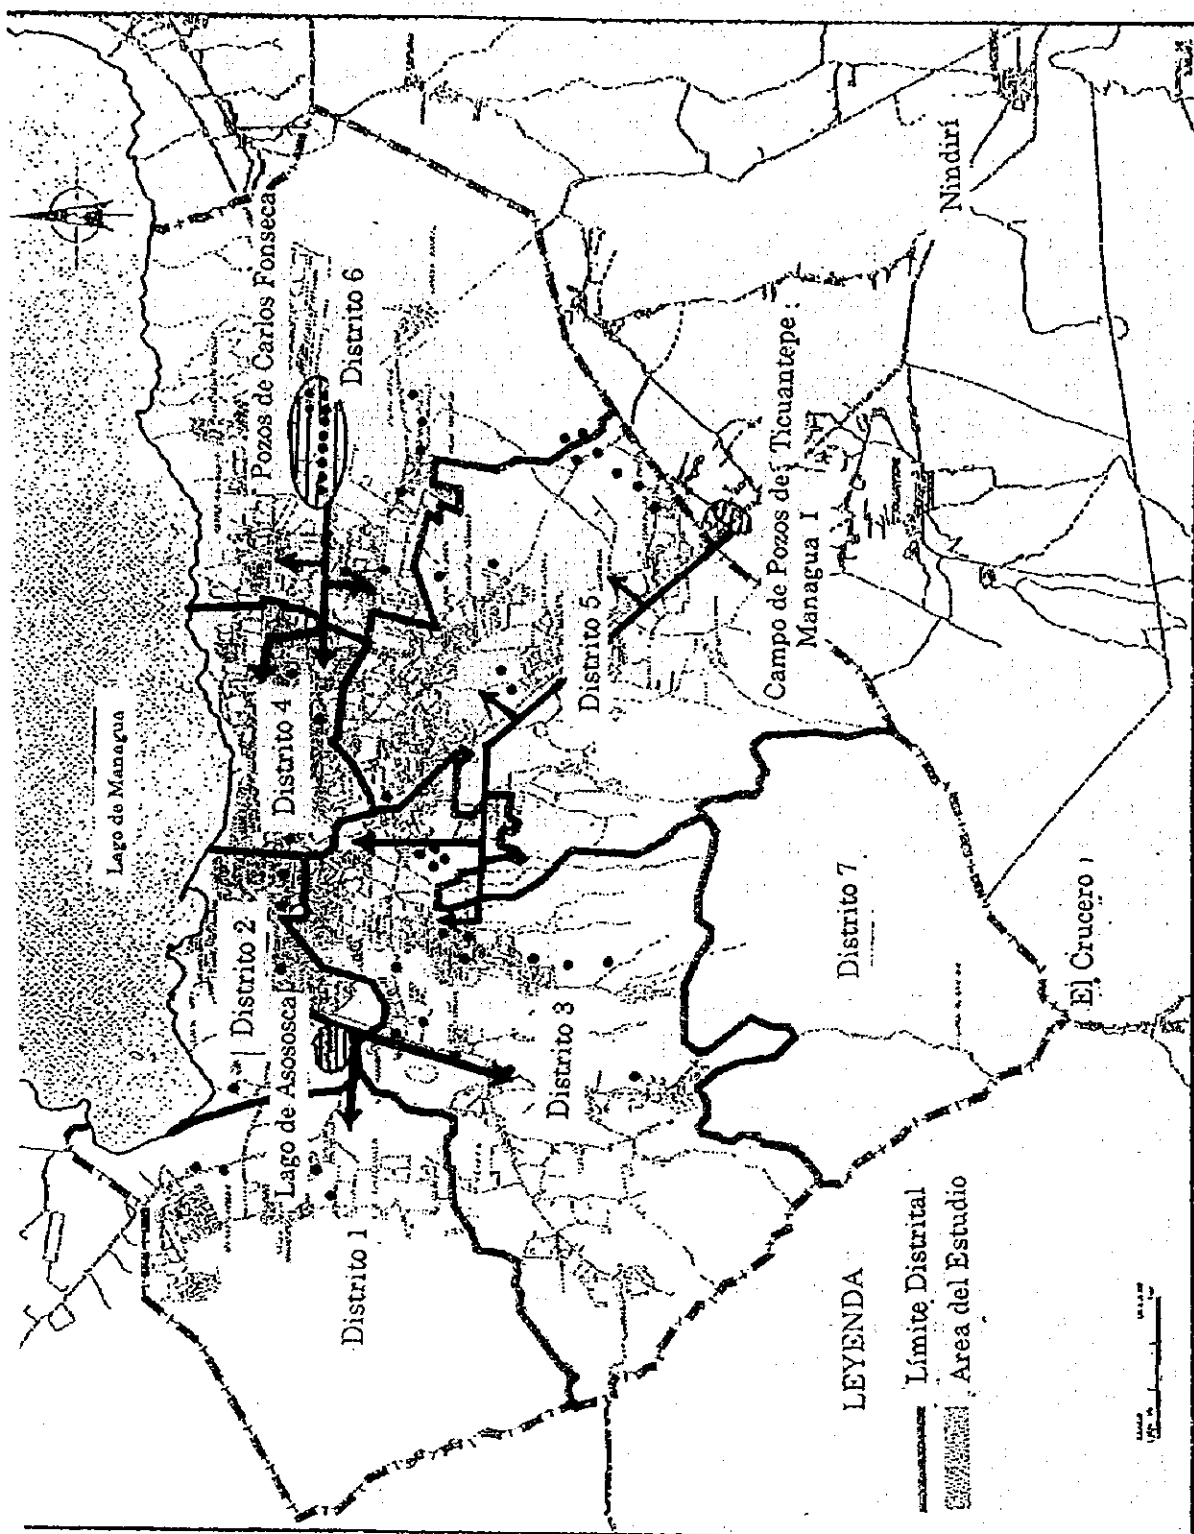 Lago de Managua
Pozos de Carlos Fonseca
Distrito 6
Distrito 4
Distrito 2
Lago de Asososca
Distrito 1
Distrito 3
Distrito 5
Campo de Pozos de Ticuantepe :
Managua I
Nindirí
Distrito 7
El Crucero
LEYENDA
Límite Distrital
Area del Estudio